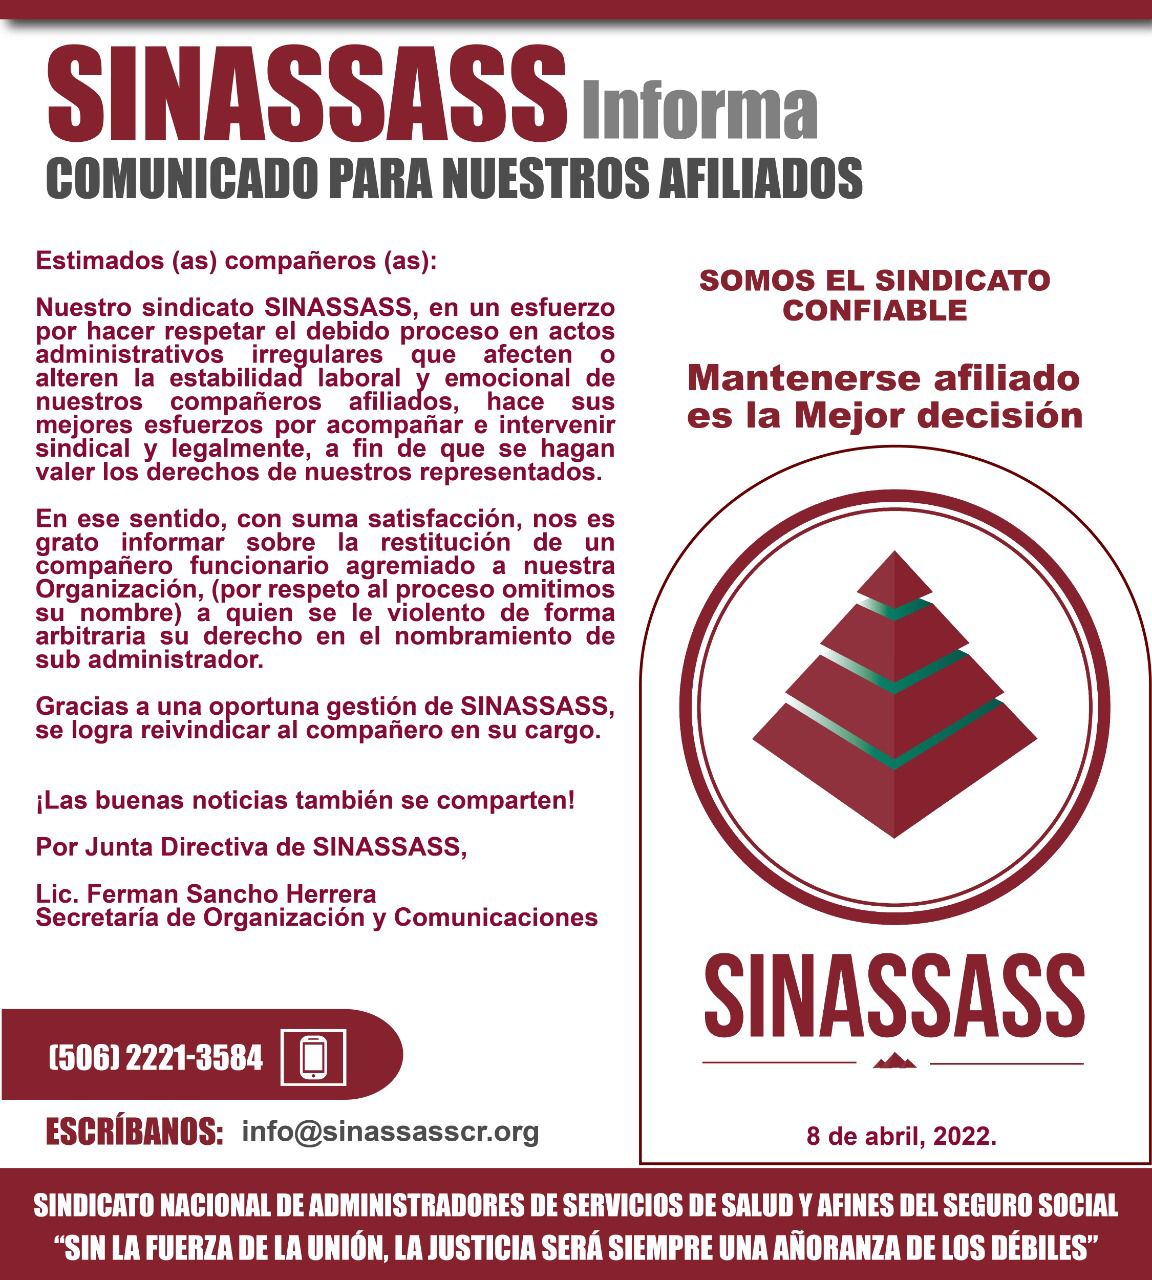 SINASSASS Informa
COMUNICADO PARA NUESTROS AFILIADOS
Estimados (as) compañeros (as):
Nuestro sindicato SINASSASS, en un esfuerzo
por hacer respetar el debido proceso en actos
administrativos irregulares que afecten o
alteren la estabilidad laboral y emocional de
nuestros compañeros afiliados, hace sus
mejores esfuerzos por acompañar e intervenir
sindical y legalmente, a fin de que se hagan
valer los derechos de nuestros representados.
En ese sentido, con suma satisfacción, nos es
grato informar sobre la restitución de un
compañero funcionario agremiado a nuestra
Organización, (por respeto al proceso omitimos
su nombre) a quien se le violento de forma
arbitraria su derecho en el nombramiento de
sub administrador.
Gracias a una oportuna gestión de SINASSASS,
se logra reivindicar al compañero en su cargo.
¡Las buenas noticias también se comparten!
Por Junta Directiva de SINASSASS,
Lic. Ferman Sancho Herrera
Secretaría de Organización y Comunicaciones
(506) 2221-3584
ESCRÍBANOS: info@sinassasscr.org
SOMOS EL SINDICATO
CONFIABLE
Mantenerse afiliado
es la Mejor decisión
SINASSASS
8 de abril, 2022.
SINDICATO NACIONAL DE ADMINISTRADORES DE SERVICIOS DE SALUD Y AFINES DEL SEGURO SOCIAL
“SIN LA FUERZA DE LA UNIÓN, LA JUSTICIA SERÁ SIEMPRE UNA AÑORANZA DE LOS DÉBILES”